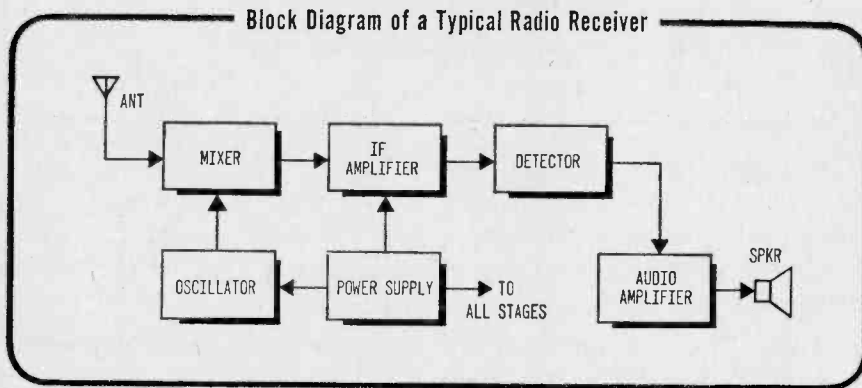 Block Diagram of a Typical Radio Receiver
ANT
MIXER
IF
AMPLIFIER
DETECTOR
OSCILLATOR
POWER SUPPLY
TO
ALL STAGES
AUDIO
AMPLIFIER
SPKR